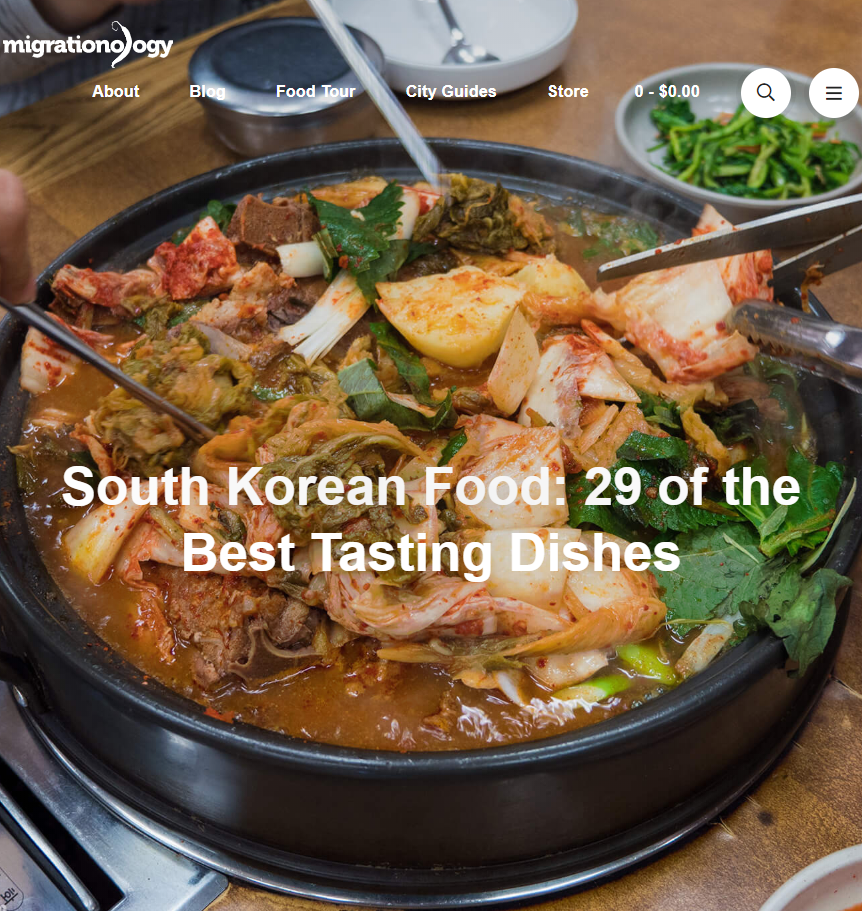 migrationology
About Blog Food Tour City Guides Store 0 - $0.00
South Korean Food: 29 of the
Best Tasting Dishes